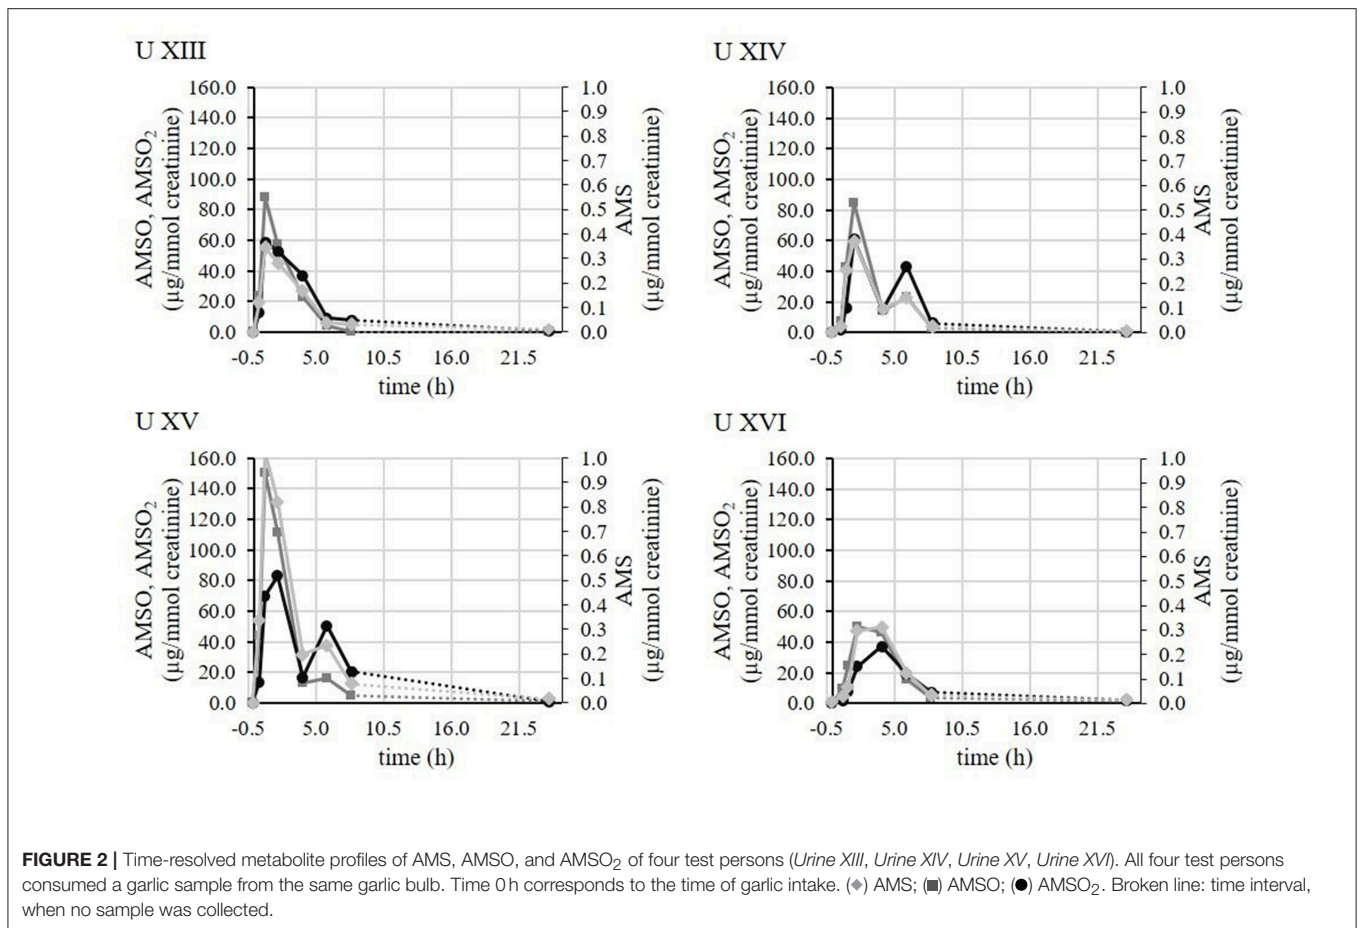 U XIII
160.0
140.0
120.0
100.0
80.0
60.0
40.0
20.0
0.0
AMSO, AMSO₂
(µg/mmol creatinine)
1.0
0.9
0.8
0.7
0.6
0.5
0.4
0.3
0.2
0.1
0.0
AMS
(µg/mmol creatinine)
-0.5 5.0 10.5 16.0 21.5
time (h)
U XIV
160.0
140.0
120.0
100.0
80.0
60.0
40.0
20.0
0.0
AMSO, AMSO₂
(µg/mmol creatinine)
1.0
0.9
0.8
0.7
0.6
0.5
0.4
0.3
0.2
0.1
0.0
AMS
(µg/mmol creatinine)
-0.5 5.0 10.5 16.0 21.5
time (h)
U XV
160.0
140.0
120.0
100.0
80.0
60.0
40.0
20.0
0.0
AMSO, AMSO₂
(µg/mmol creatinine)
1.0
0.9
0.8
0.7
0.6
0.5
0.4
0.3
0.2
0.1
0.0
AMS
(µg/mmol creatinine)
-0.5 5.0 10.5 16.0 21.5
time (h)
U XVI
160.0
140.0
120.0
100.0
80.0
60.0
40.0
20.0
0.0
AMSO, AMSO₂
(µg/mmol creatinine)
1.0
0.9
0.8
0.7
0.6
0.5
0.4
0.3
0.2
0.1
0.0
AMS
(µg/mmol creatinine)
-0.5 5.0 10.5 16.0 21.5
time (h)
FIGURE 2 | Time-resolved metabolite profiles of AMS, AMSO, and AMSO₂ of four test persons (Urine XIII, Urine XIV, Urine XV, Urine XVI). All four test persons
consumed a garlic sample from the same garlic bulb. Time 0 h corresponds to the time of garlic intake. (◆) AMS; (■) AMSO; (●) AMSO₂. Broken line: time interval,
when no sample was collected.